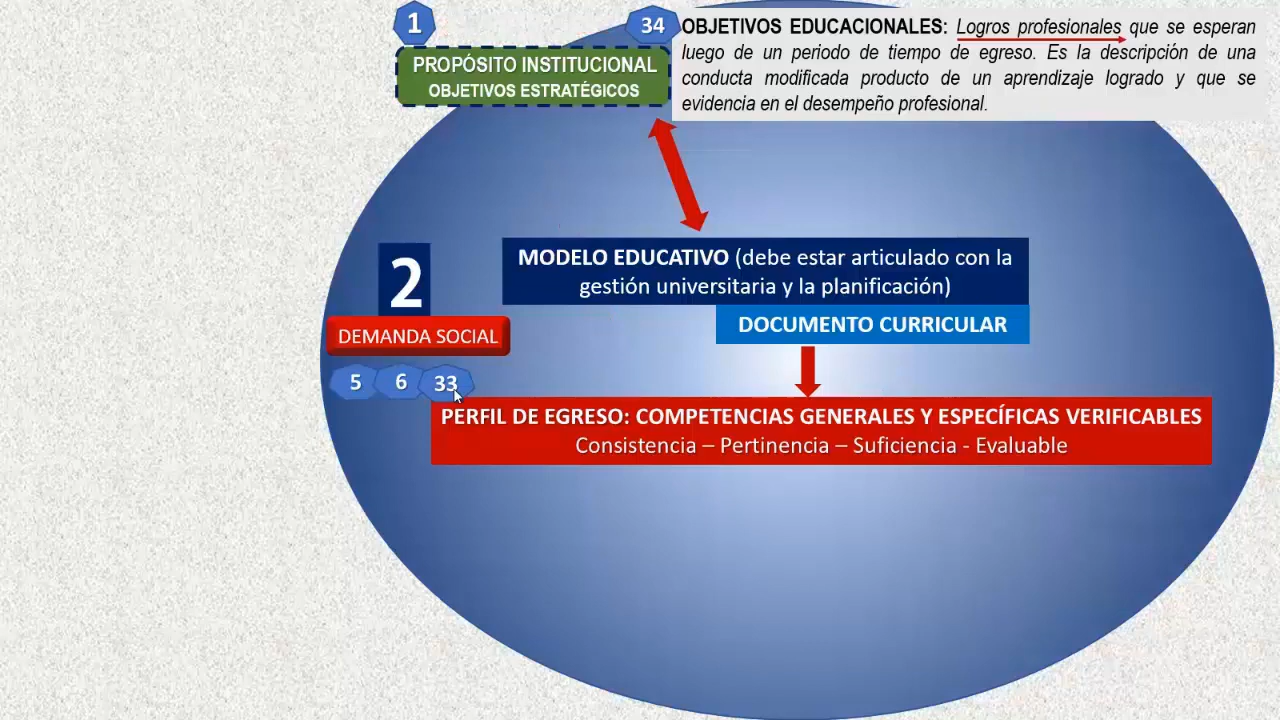 1
34
PROPÓSITO INSTITUCIONAL
OBJETIVOS ESTRATÉGICOS
OBJETIVOS EDUCACIONALES: Logros profesionales que se esperan
luego de un periodo de tiempo de egreso. Es la descripción de una
conducta modificada producto de un aprendizaje logrado y que se
evidencia en el desempeño profesional.
MODELO EDUCATIVO (debe estar articulado con la
gestión universitaria y la planificación)
DOCUMENTO CURRICULAR
2
DEMANDA SOCIAL
5 6 33
PERFIL DE EGRESO: COMPETENCIAS GENERALES Y ESPECÍFICAS VERIFICABLES
Consistencia – Pertinencia – Suficiencia - Evaluable